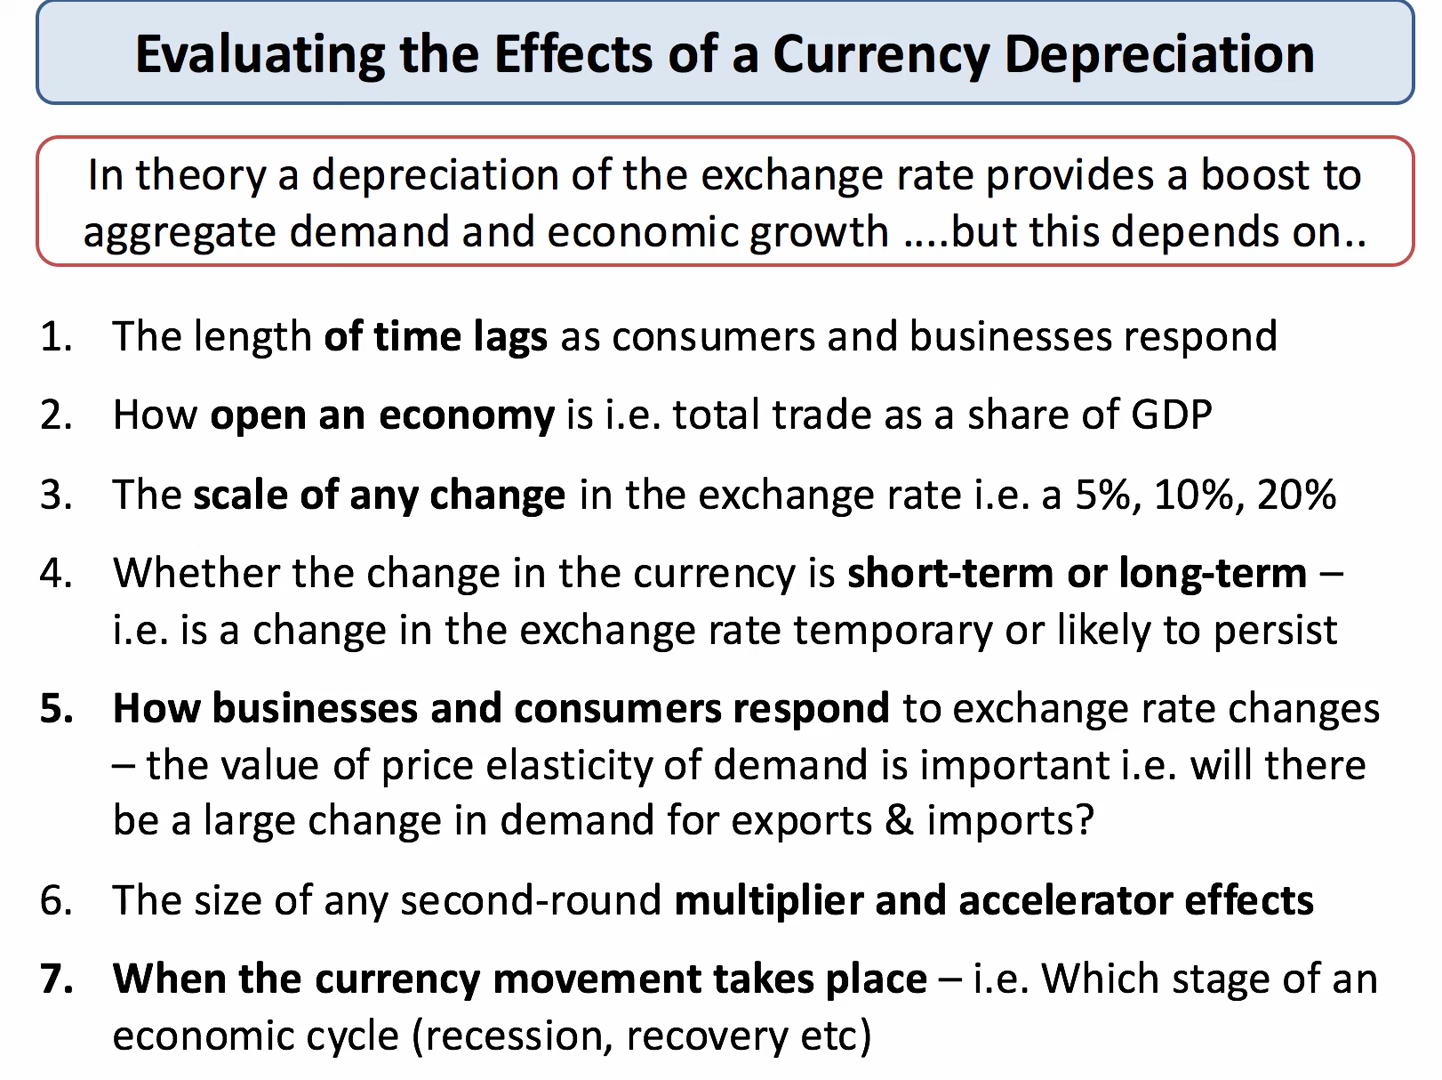 Evaluating the Effects of a Currency Depreciation
In theory a depreciation of the exchange rate provides a boost to
aggregate demand and economic growth ....but this depends on..
1. The length of time lags as consumers and businesses respond
2. How open an economy is i.e. total trade as a share of GDP
3. The scale of any change in the exchange rate i.e. a 5%, 10%, 20%
4. Whether the change in the currency is short-term or long-term –
i.e. is a change in the exchange rate temporary or likely to persist
5. How businesses and consumers respond to exchange rate changes
– the value of price elasticity of demand is important i.e. will there
be a large change in demand for exports & imports?
6. The size of any second-round multiplier and accelerator effects
7. When the currency movement takes place – i.e. Which stage of an
economic cycle (recession, recovery etc)